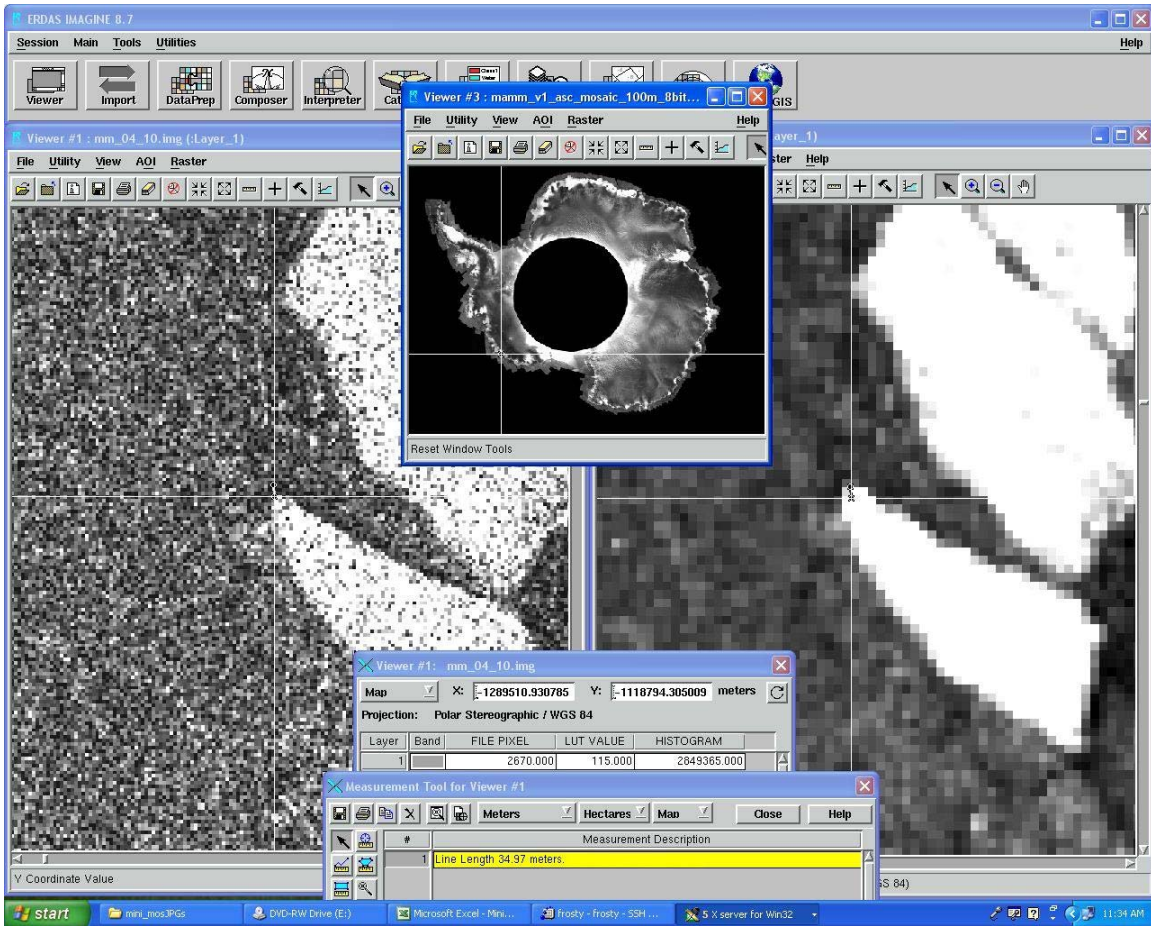 ERDAS IMAGINE 8.7
Session Main Tools Utilities Help
Viewer Import DataPrep Composer Interpreter
Viewer #3 : mamm_v1_asc_mosaic_100m_8bit...
File Utility View AOI Raster Help
Reset Window Tools
Viewer #1 : mm_04_10.img (:Layer_1)
File Utility View AOI Raster
Y Coordinate Value
ayer_1)
ster Help
GS 84)
Viewer #1: mm_04_10.img
Map X: -1289510.930785 Y: -1118794.305009 meters
Projection: Polar Stereographic / WGS 84
Layer Band FILE PIXEL LUT VALUE HISTOGRAM
1 2670.000 115.000 2849365.000
Measurement Tool for Viewer #1
Meters Hectares Map Close Help
# Measurement Description
1 Line Length 34.97 meters.
start mini_mosJPGs DVD-RW Drive (E:) Microsoft Excel - Mini... frosty - frosty - SSH ... 5 X server for Win32 11:34 AM